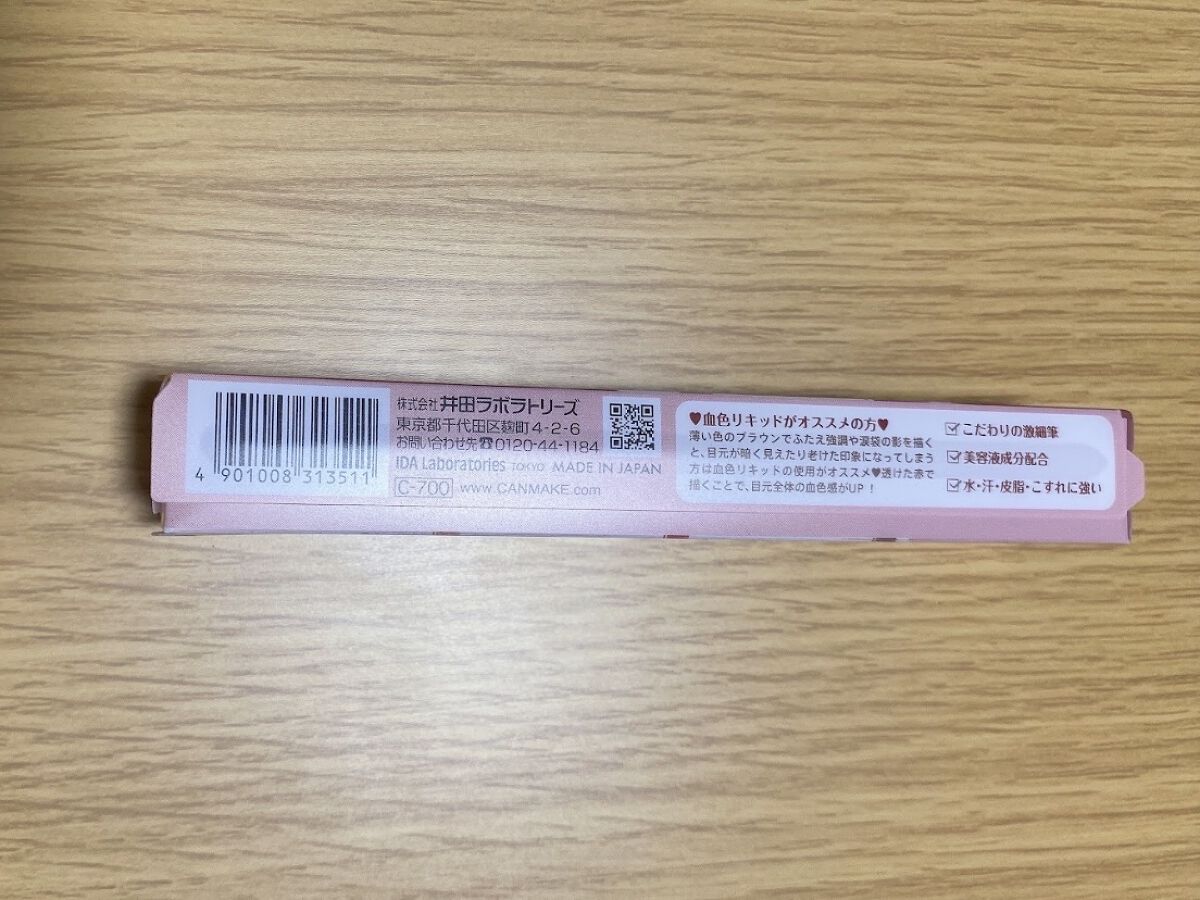 4 901008 313511
株式会社 井田ラボラトリーズ
東京都千代田区麹町4-2-6
お問い合わせ先☎0120-44-1184
IDA Laboratories TOKYO MADE IN JAPAN
C-700 www.CANMAKE.com
♥血色リキッドがオススメの方♥
薄い色のブラウンでふたえ強調や涙袋の影を描く
と、目元が暗く見えたり老けた印象になってしまう
方は血色リキッドの使用がオススメ♥透けた赤で
描くことで、目元全体の血色感がUP！
☑こだわりの激細筆
☑美容液成分配合
☑水・汗・皮脂・こすれに強い